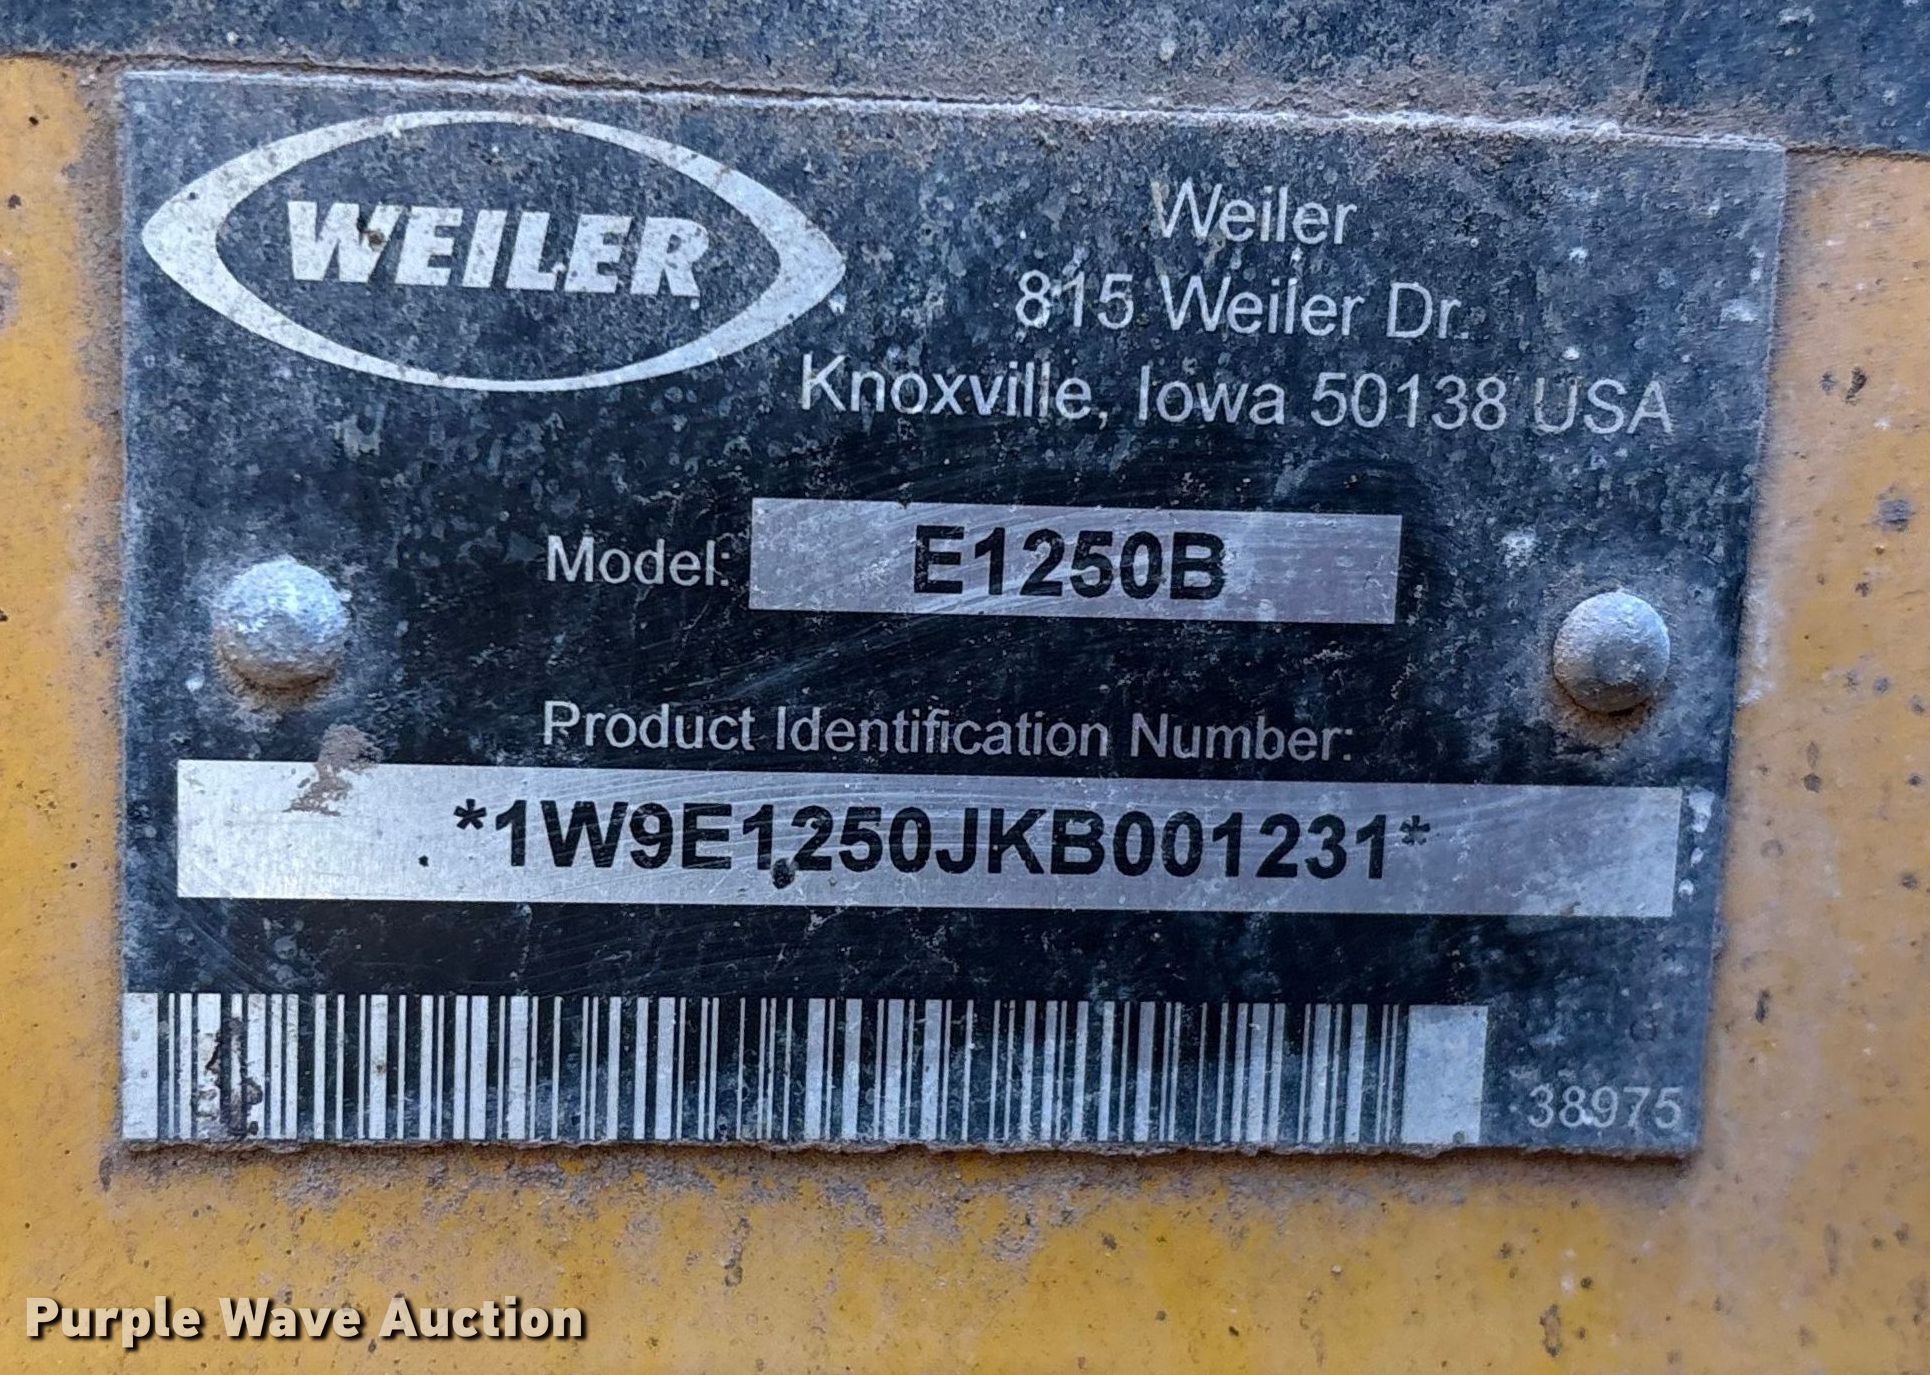 WEILER
Weiler
815 Weiler Dr.
Knoxville, Iowa 50138 USA
Model: E1250B
Product Identification Number:
*1W9E1250JKB001231*
38975
Purple Wave Auction